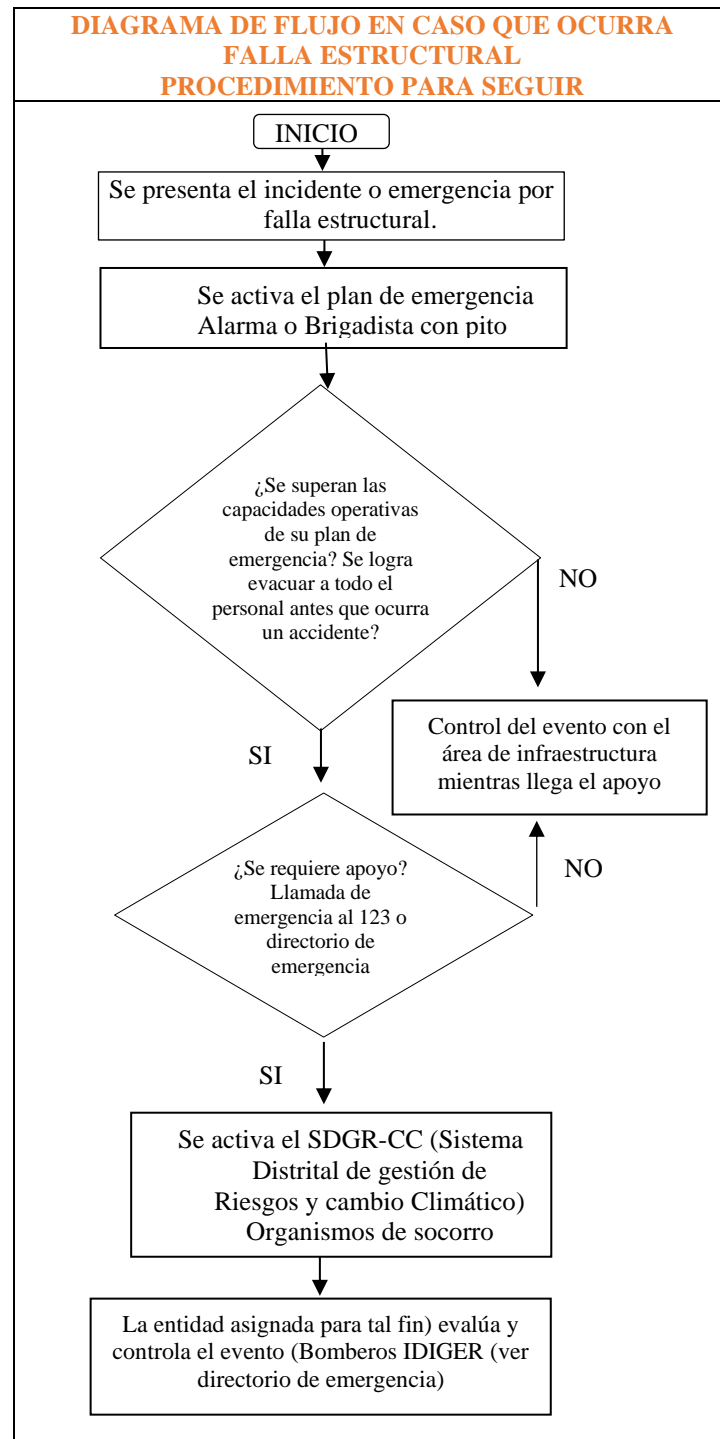 DIAGRAMA DE FLUJO EN CASO QUE OCURRA
FALLA ESTRUCTURAL
PROCEDIMIENTO PARA SEGUIR
INICIO
Se presenta el incidente o emergencia por
falla estructural.
Se activa el plan de emergencia
Alarma o Brigadista con pito
¿Se superan las
capacidades operativas
de su plan de
emergencia? Se logra
evacuar a todo el
personal antes que ocurra
un accidente?
NO
Control del evento con el
área de infraestructura
mientras llega el apoyo
SI
¿Se requiere apoyo?
Llamada de
emergencia al 123 o
directorio de
emergencia
NO
SI
Se activa el SDGR-CC (Sistema
Distrital de gestión de
Riesgos y cambio Climático)
Organismos de socorro
La entidad asignada para tal fin) evalúa y
controla el evento (Bomberos IDIGER (ver
directorio de emergencia)